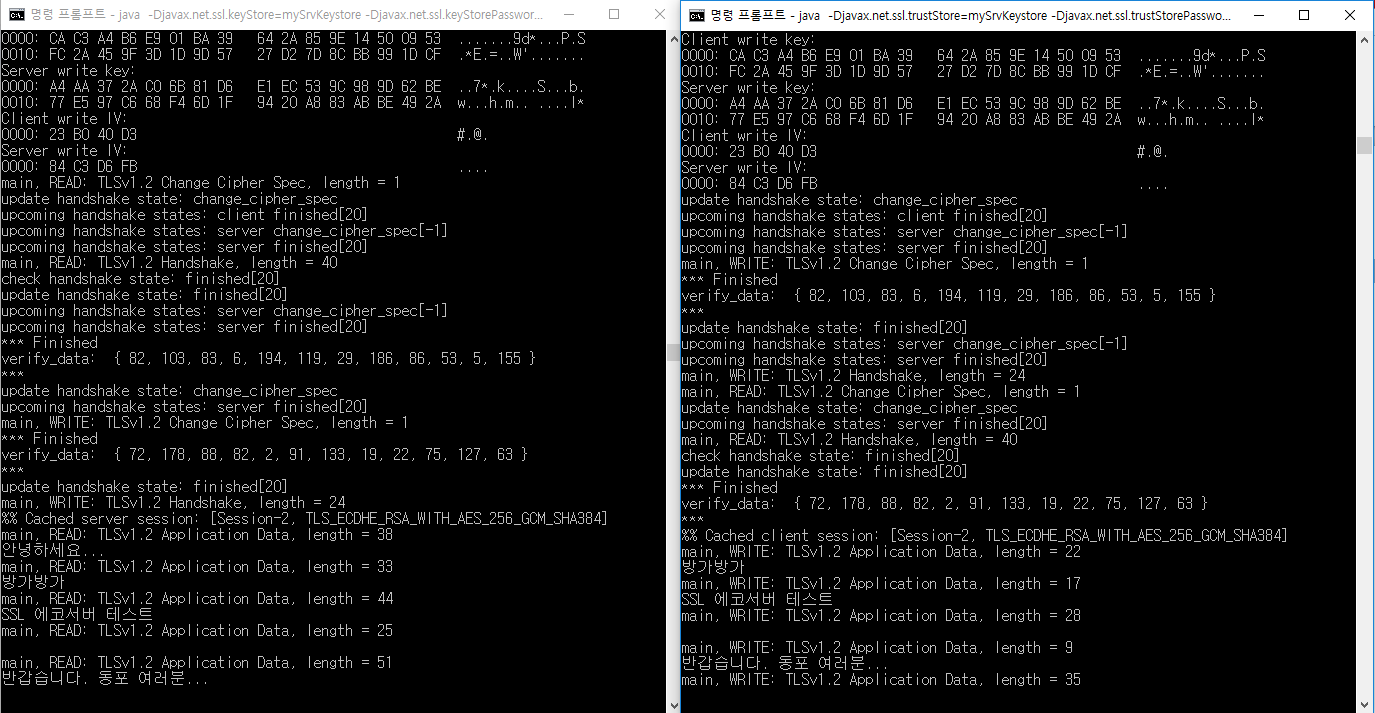 명령 프롬프트 - java -Djavax.net.ssl.keyStore=mySrvKeystore -Djavax.net.ssl.keyStorePasswor...
0000: CA C3 A4 B6 E9 01 BA 39 64 2A 85 9E 14 50 09 53 .......9d*...P.S
0010: FC 2A 45 9F 3D 1D 9D 57 27 D2 7D 8C BB 99 1D CF .*E.=..W'.......
Server write key:
0000: A4 AA 37 2A C0 6B 81 D6 E1 EC 53 9C 98 9D 62 BE ..7*.k....S...b.
0010: 77 E5 97 C6 68 F4 6D 1F 94 20 A8 83 AB BE 49 2A w...h.m.. ....I*
Client write IV:
0000: 23 B0 40 D3 #.@.
Server write IV:
0000: 84 C3 D6 FB ....
main, READ: TLSv1.2 Change Cipher Spec, length = 1
update handshake state: change_cipher_spec
upcoming handshake states: client finished[20]
upcoming handshake states: server change_cipher_spec[-1]
upcoming handshake states: server finished[20]
main, READ: TLSv1.2 Handshake, length = 40
check handshake state: finished[20]
update handshake state: finished[20]
upcoming handshake states: server change_cipher_spec[-1]
upcoming handshake states: server finished[20]
*** Finished
verify_data: { 82, 103, 83, 6, 194, 119, 29, 186, 86, 53, 5, 155 }
***
update handshake state: change_cipher_spec
upcoming handshake states: server finished[20]
main, WRITE: TLSv1.2 Change Cipher Spec, length = 1
*** Finished
verify_data: { 72, 178, 88, 82, 2, 91, 133, 19, 22, 75, 127, 63 }
***
update handshake state: finished[20]
main, WRITE: TLSv1.2 Handshake, length = 24
%% Cached server session: [Session-2, TLS_ECDHE_RSA_WITH_AES_256_GCM_SHA384]
main, READ: TLSv1.2 Application Data, length = 38
안녕하세요...
main, READ: TLSv1.2 Application Data, length = 33
방가방가
main, READ: TLSv1.2 Application Data, length = 44
SSL 에코서버 테스트
main, READ: TLSv1.2 Application Data, length = 25
main, READ: TLSv1.2 Application Data, length = 51
반갑습니다. 동포 여러분...
명령 프롬프트 - java -Djavax.net.ssl.trustStore=mySrvKeystore -Djavax.net.ssl.trustStorePasswo...
Client write key:
0000: CA C3 A4 B6 E9 01 BA 39 64 2A 85 9E 14 50 09 53 .......9d*...P.S
0010: FC 2A 45 9F 3D 1D 9D 57 27 D2 7D 8C BB 99 1D CF .*E.=..W'.......
Server write key:
0000: A4 AA 37 2A C0 6B 81 D6 E1 EC 53 9C 98 9D 62 BE ..7*.k....S...b.
0010: 77 E5 97 C6 68 F4 6D 1F 94 20 A8 83 AB BE 49 2A w...h.m.. ....I*
Client write IV:
0000: 23 B0 40 D3 #.@.
Server write IV:
0000: 84 C3 D6 FB ....
update handshake state: change_cipher_spec
upcoming handshake states: client finished[20]
upcoming handshake states: server change_cipher_spec[-1]
upcoming handshake states: server finished[20]
main, WRITE: TLSv1.2 Change Cipher Spec, length = 1
*** Finished
verify_data: { 82, 103, 83, 6, 194, 119, 29, 186, 86, 53, 5, 155 }
***
update handshake state: finished[20]
upcoming handshake states: server change_cipher_spec[-1]
upcoming handshake states: server finished[20]
main, WRITE: TLSv1.2 Handshake, length = 24
main, READ: TLSv1.2 Change Cipher Spec, length = 1
update handshake state: change_cipher_spec
upcoming handshake states: server finished[20]
main, READ: TLSv1.2 Handshake, length = 40
check handshake state: finished[20]
update handshake state: finished[20]
*** Finished
verify_data: { 72, 178, 88, 82, 2, 91, 133, 19, 22, 75, 127, 63 }
***
%% Cached client session: [Session-2, TLS_ECDHE_RSA_WITH_AES_256_GCM_SHA384]
main, WRITE: TLSv1.2 Application Data, length = 22
방가방가
main, WRITE: TLSv1.2 Application Data, length = 17
SSL 에코서버 테스트
main, WRITE: TLSv1.2 Application Data, length = 28
main, WRITE: TLSv1.2 Application Data, length = 9
반갑습니다. 동포 여러분...
main, WRITE: TLSv1.2 Application Data, length = 35